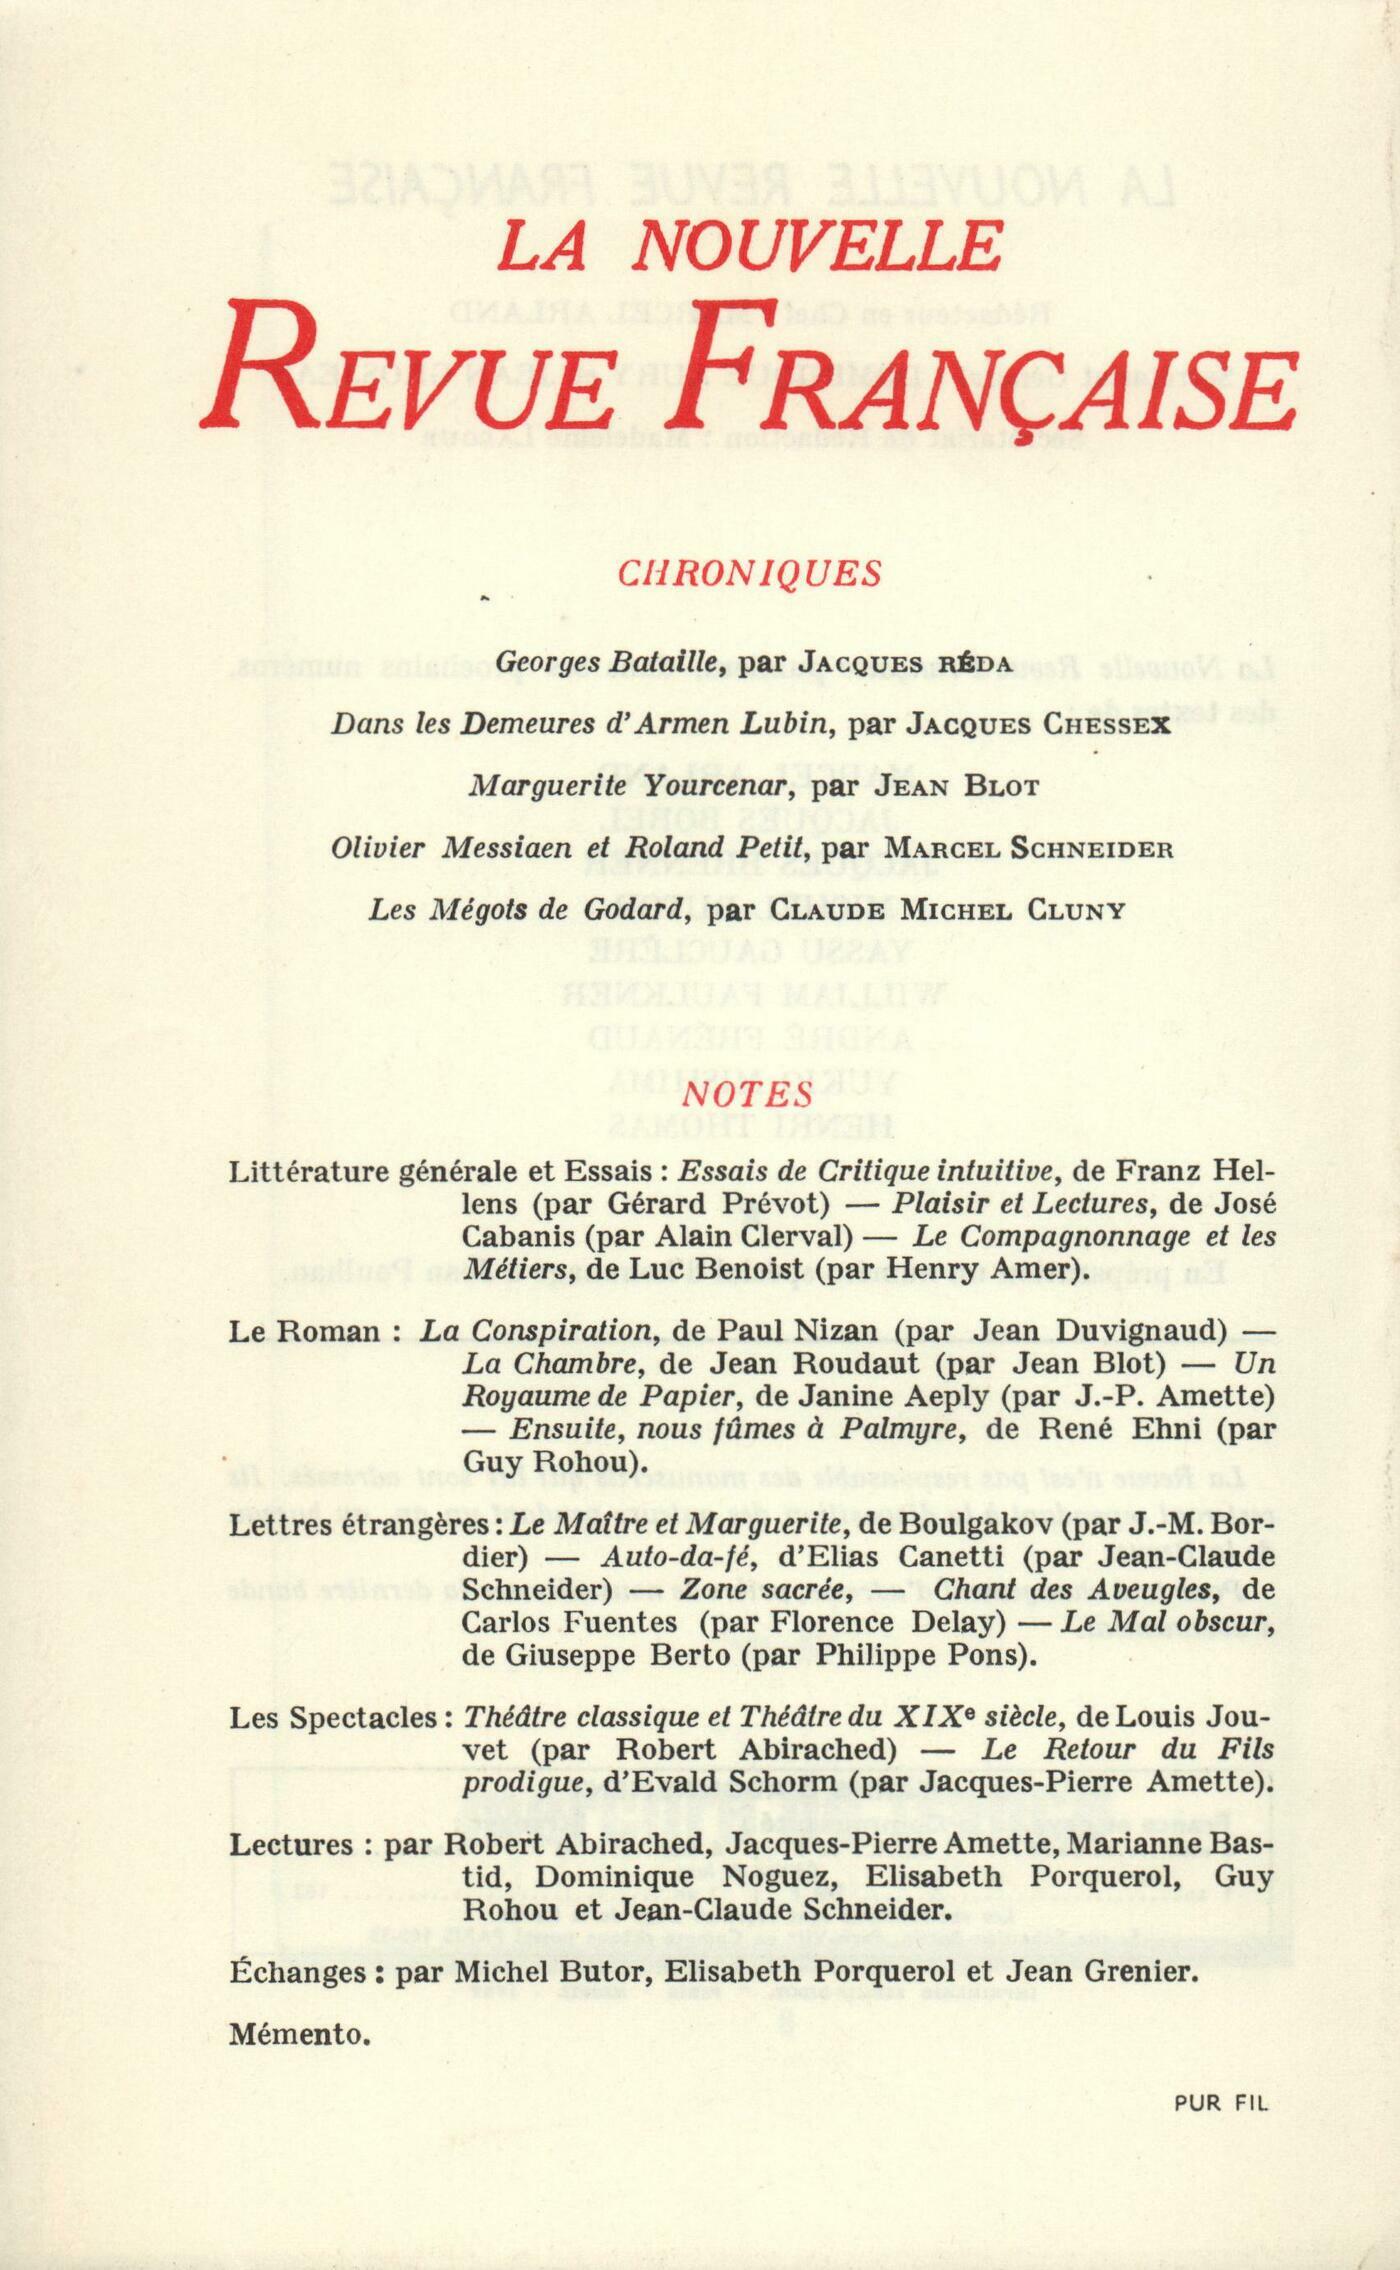 LA NOUVELLE
REVUE FRANÇAISE
CHRONIQUES
Georges Bataille, par JACQUES RÉDA
Dans les Demeures d'Armen Lubin, par JACQUES CHESSEX
Marguerite Yourcenar, par JEAN BLOT
Olivier Messiaen et Roland Petit, par MARCEL SCHNEIDER
Les Mégots de Godard, par CLAUDE MICHEL CLUNY
NOTES
Littérature générale et Essais : Essais de Critique intuitive, de Franz Hel-
lens (par Gérard Prévot) — Plaisir et Lectures, de José
Cabanis (par Alain Clerval) — Le Compagnonnage et les
Métiers, de Luc Benoist (par Henry Amer).
Le Roman : La Conspiration, de Paul Nizan (par Jean Duvignaud) —
La Chambre, de Jean Roudaut (par Jean Blot) — Un
Royaume de Papier, de Janine Aeply (par J.-P. Amette)
— Ensuite, nous fûmes à Palmyre, de René Ehni (par
Guy Rohou).
Lettres étrangères : Le Maître et Marguerite, de Boulgakov (par J.-M. Bor-
dier) — Auto-da-fé, d'Elias Canetti (par Jean-Claude
Schneider) — Zone sacrée, — Chant des Aveugles, de
Carlos Fuentes (par Florence Delay) — Le Mal obscur,
de Giuseppe Berto (par Philippe Pons).
Les Spectacles : Théâtre classique et Théâtre du XIXe siècle, de Louis Jou-
vet (par Robert Abirached) — Le Retour du Fils
prodigue, d'Evald Schorm (par Jacques-Pierre Amette).
Lectures : par Robert Abirached, Jacques-Pierre Amette, Marianne Bas-
tid, Dominique Noguez, Elisabeth Porquerol, Guy
Rohou et Jean-Claude Schneider.
Échanges : par Michel Butor, Elisabeth Porquerol et Jean Grenier.
Mémento.
PUR FIL